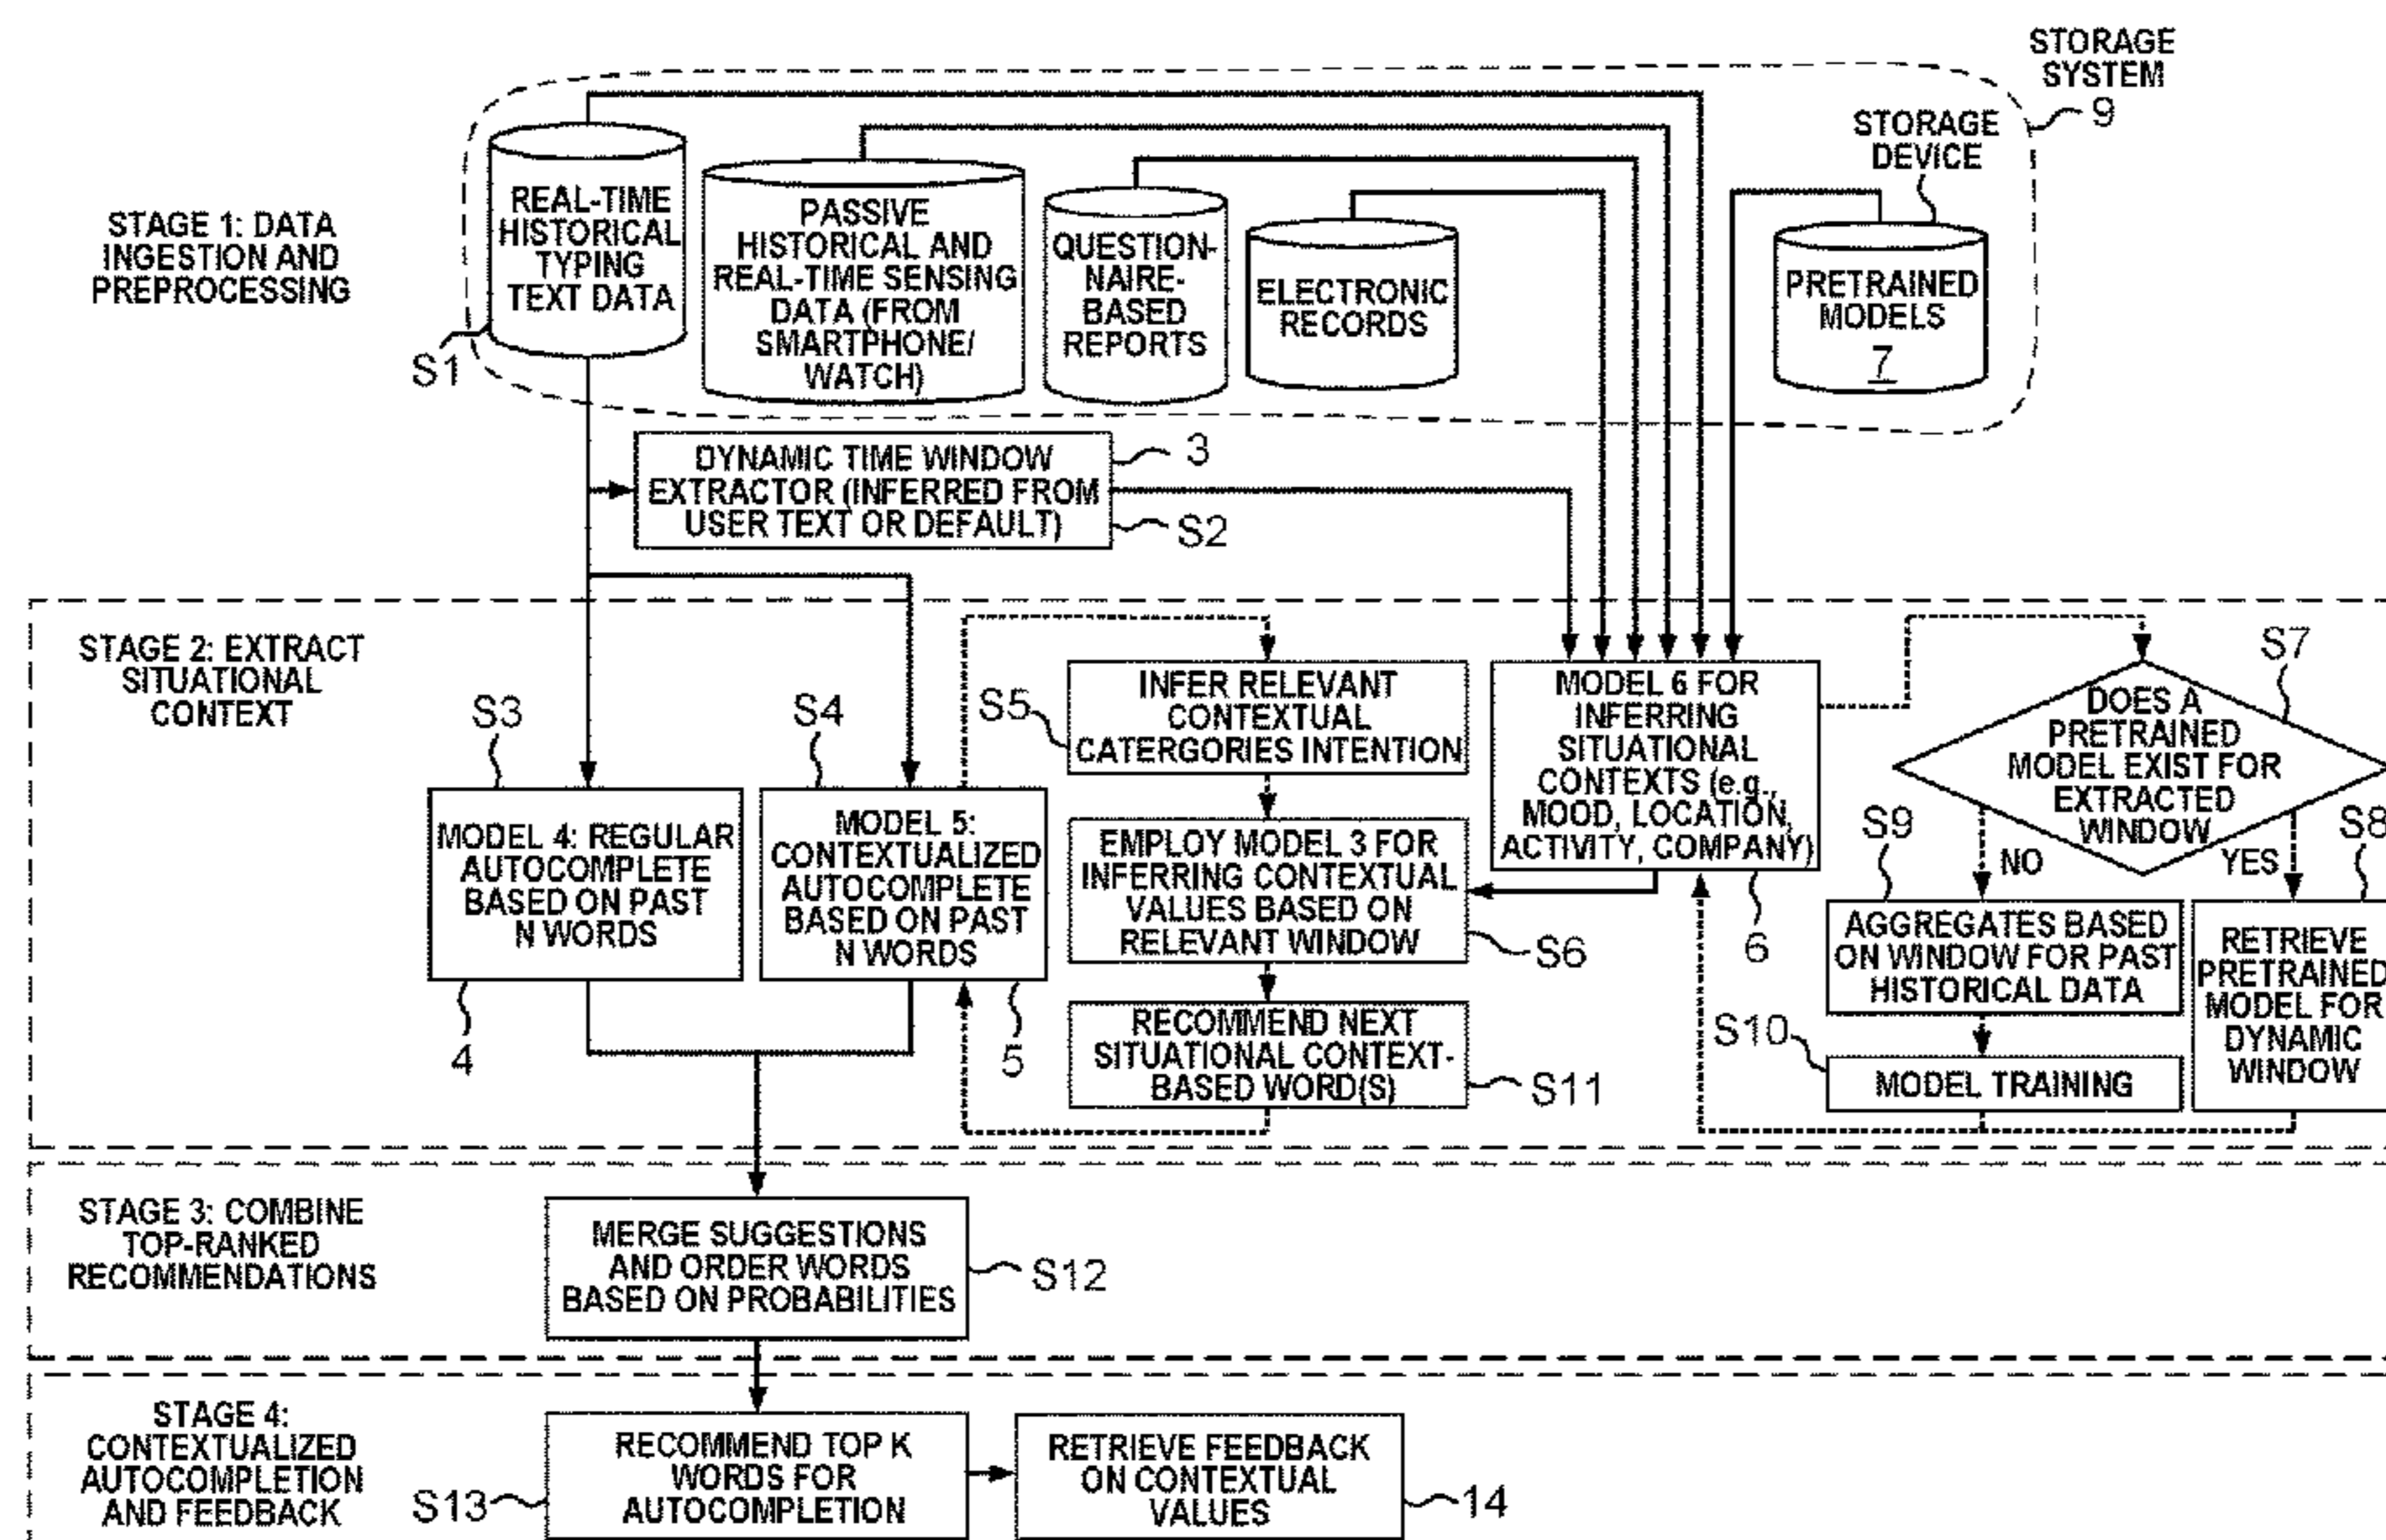 STORAGE
SYSTEM
9
STORAGE
DEVICE
STAGE 1: DATA
INGESTION AND
PREPROCESSING
REAL-TIME
HISTORICAL
TYPING
TEXT DATA
S1
PASSIVE
HISTORICAL AND
REAL-TIME SENSING
DATA (FROM
SMARTPHONE/
WATCH)
QUESTION-
NAIRE-
BASED
REPORTS
ELECTRONIC
RECORDS
PRETRAINED
MODELS
7
DYNAMIC TIME WINDOW
EXTRACTOR (INFERRED FROM
USER TEXT OR DEFAULT)
3
S2
STAGE 2: EXTRACT
SITUATIONAL
CONTEXT
S3
MODEL 4: REGULAR
AUTOCOMPLETE
BASED ON PAST
N WORDS
4
S4
MODEL 5:
CONTEXTUALIZED
AUTOCOMPLETE
BASED ON PAST
N WORDS
5
S5
INFER RELEVANT
CONTEXTUAL
CATERGORIES INTENTION
EMPLOY MODEL 3 FOR
INFERRING CONTEXTUAL
VALUES BASED ON
RELEVANT WINDOW
S6
RECOMMEND NEXT
SITUATIONAL CONTEXT-
BASED WORD(S)
S11
MODEL 6 FOR
INFERRING
SITUATIONAL
CONTEXTS (e.g.,
MOOD, LOCATION,
ACTIVITY, COMPANY)
6
S7
DOES A
PRETRAINED
MODEL EXIST FOR
EXTRACTED
WINDOW
NO
YES
S9
AGGREGATES BASED
ON WINDOW FOR PAST
HISTORICAL DATA
S10
MODEL TRAINING
S8
RETRIEVE
PRETRAINED
MODEL FOR
DYNAMIC
WINDOW
STAGE 3: COMBINE
TOP-RANKED
RECOMMENDATIONS
MERGE SUGGESTIONS
AND ORDER WORDS
BASED ON PROBABILITIES
S12
STAGE 4:
CONTEXTUALIZED
AUTOCOMPLETION
AND FEEDBACK
S13
RECOMMEND TOP K
WORDS FOR
AUTOCOMPLETION
RETRIEVE FEEDBACK
ON CONTEXTUAL
VALUES
14